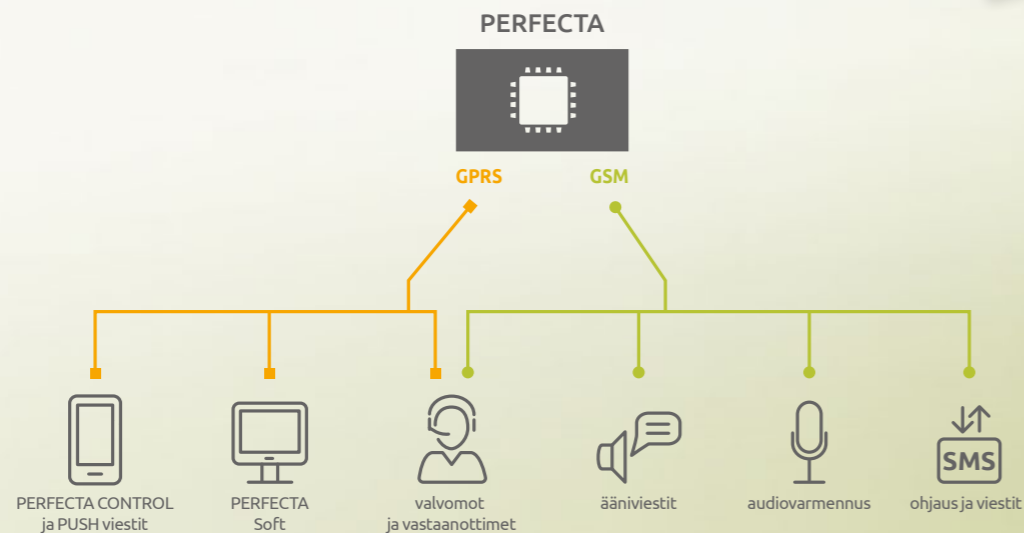 PERFECTA
GPRS
GSM
PERFECTA CONTROL
ja PUSH viestit
PERFECTA
Soft
valvomot
ja vastaanottimet
ääniviestit
audiovarmennus
SMS
ohjaus ja viestit